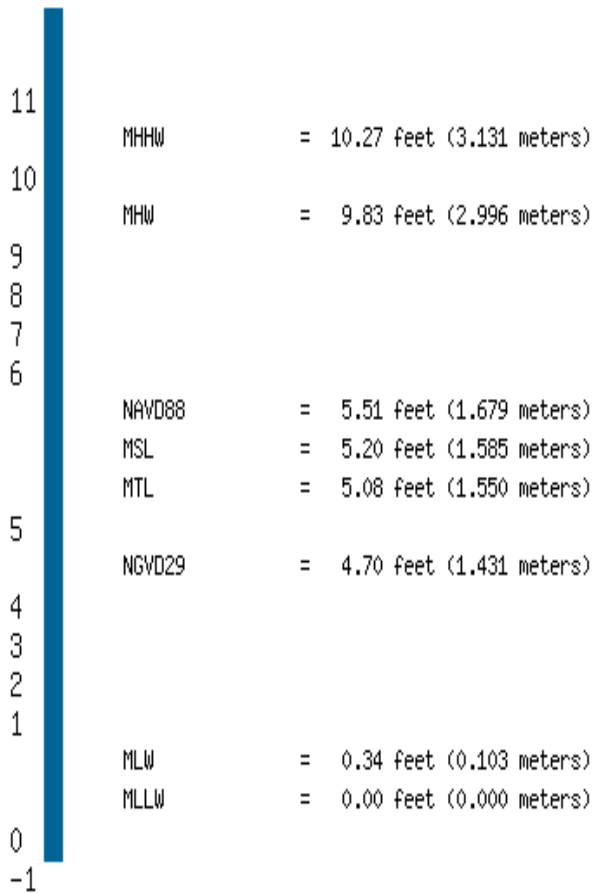 11
MHHW = 10.27 feet (3.131 meters)
10
MHW = 9.83 feet (2.996 meters)
9
8
7
6
NAVD88 = 5.51 feet (1.679 meters)
MSL = 5.20 feet (1.585 meters)
MTL = 5.08 feet (1.550 meters)
5
NGVD29 = 4.70 feet (1.431 meters)
4
3
2
1
MLW = 0.34 feet (0.103 meters)
MLLW = 0.00 feet (0.000 meters)
0
-1